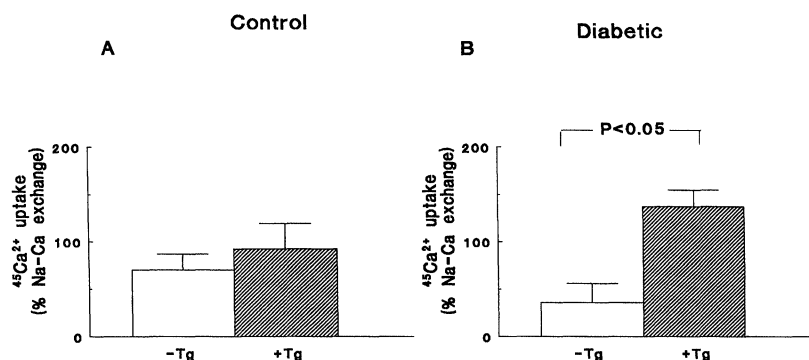 Control
A
200
100
0
⁴⁵Ca²⁺ uptake
(% Na-Ca exchange)
-Tg
+Tg
Diabetic
B
P<0.05
200
100
0
⁴⁵Ca²⁺ uptake
(% Na-Ca exchange)
-Tg
+Tg